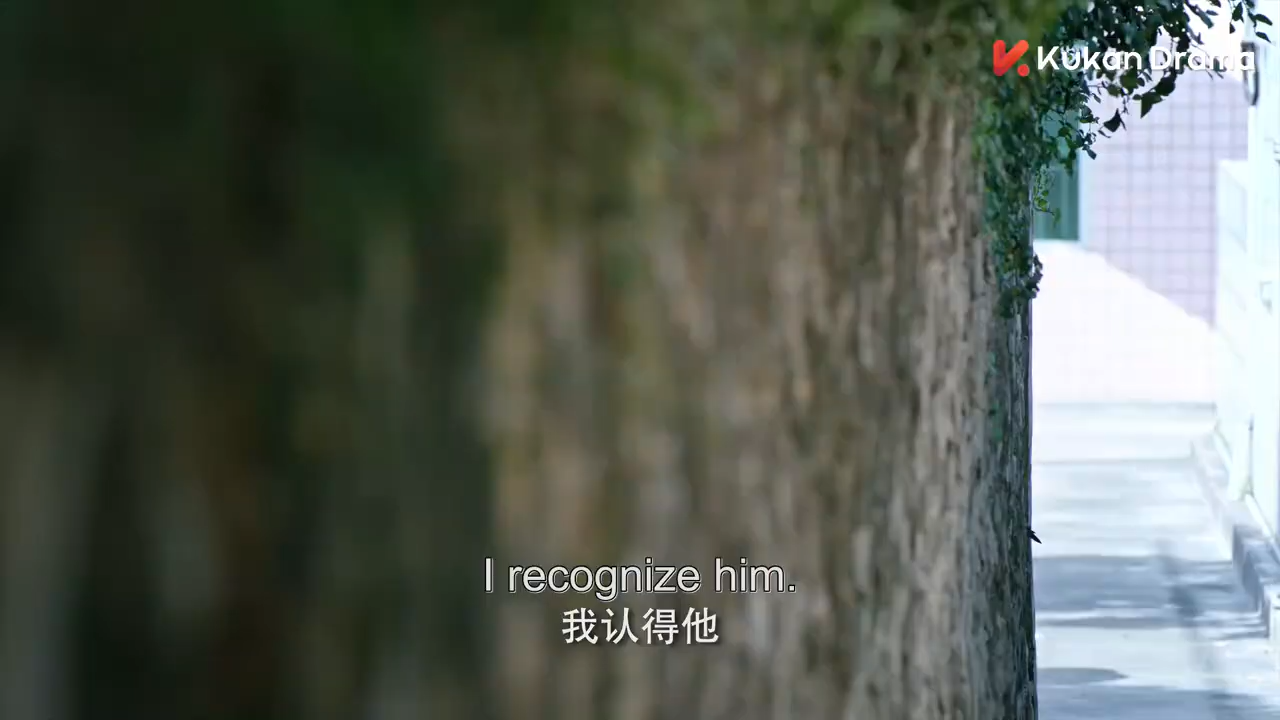 Kukan Drama
I recognize him.
我认得他